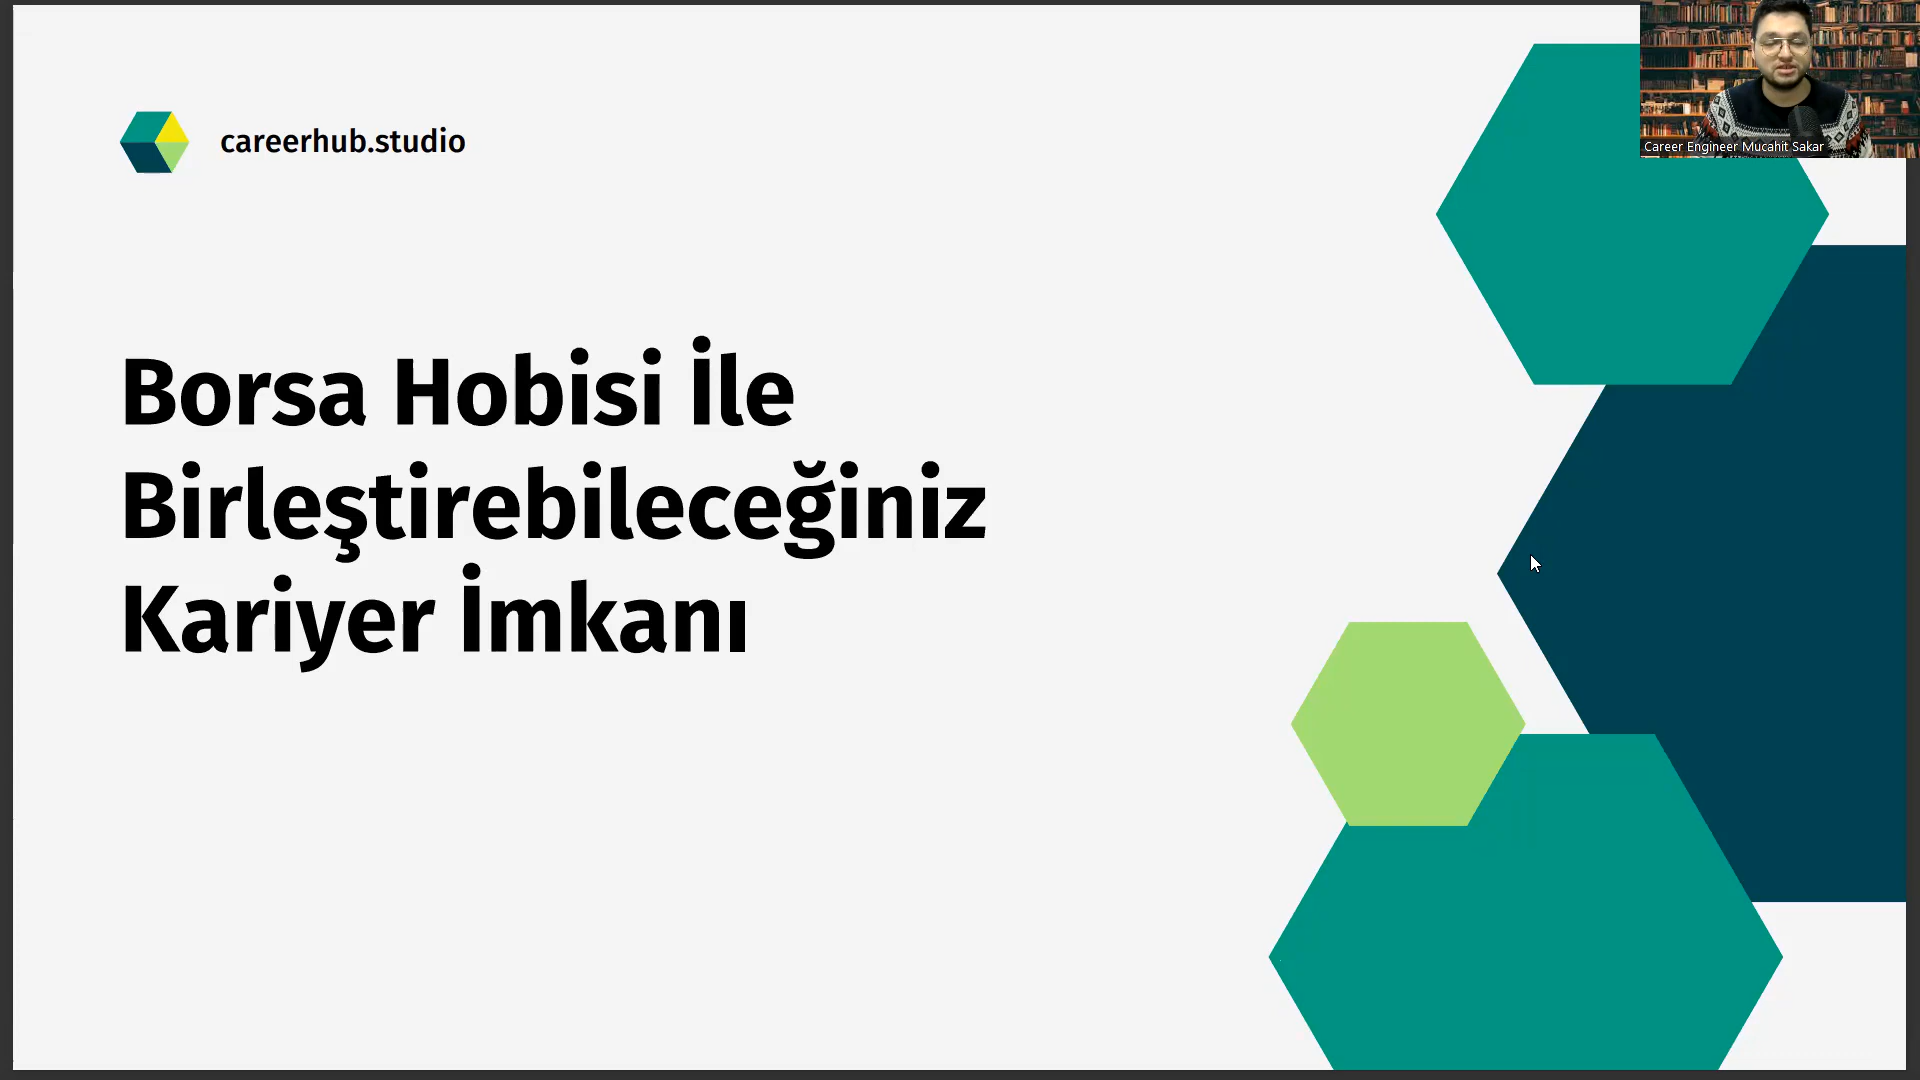 careerhub.studio
Career Engineer Mucahit Sakar
Borsa Hobisi İle
Birleştirebileceğiniz
Kariyer İmkanı